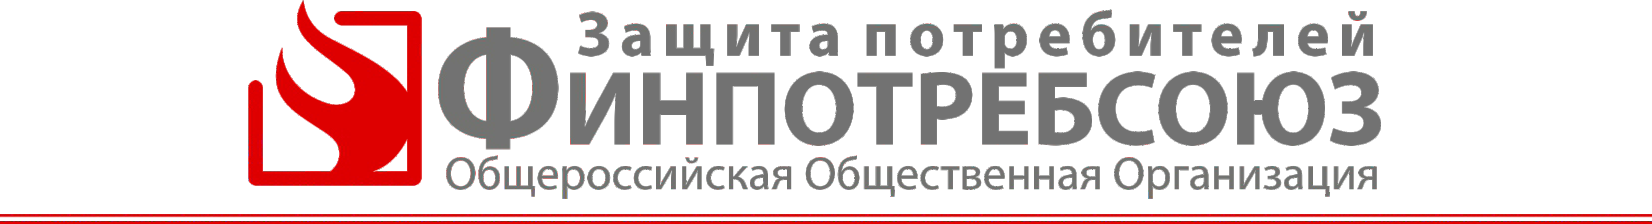 Защита потребителей
ФИНПОТРЕБСОЮЗ
Общероссийская Общественная Организация